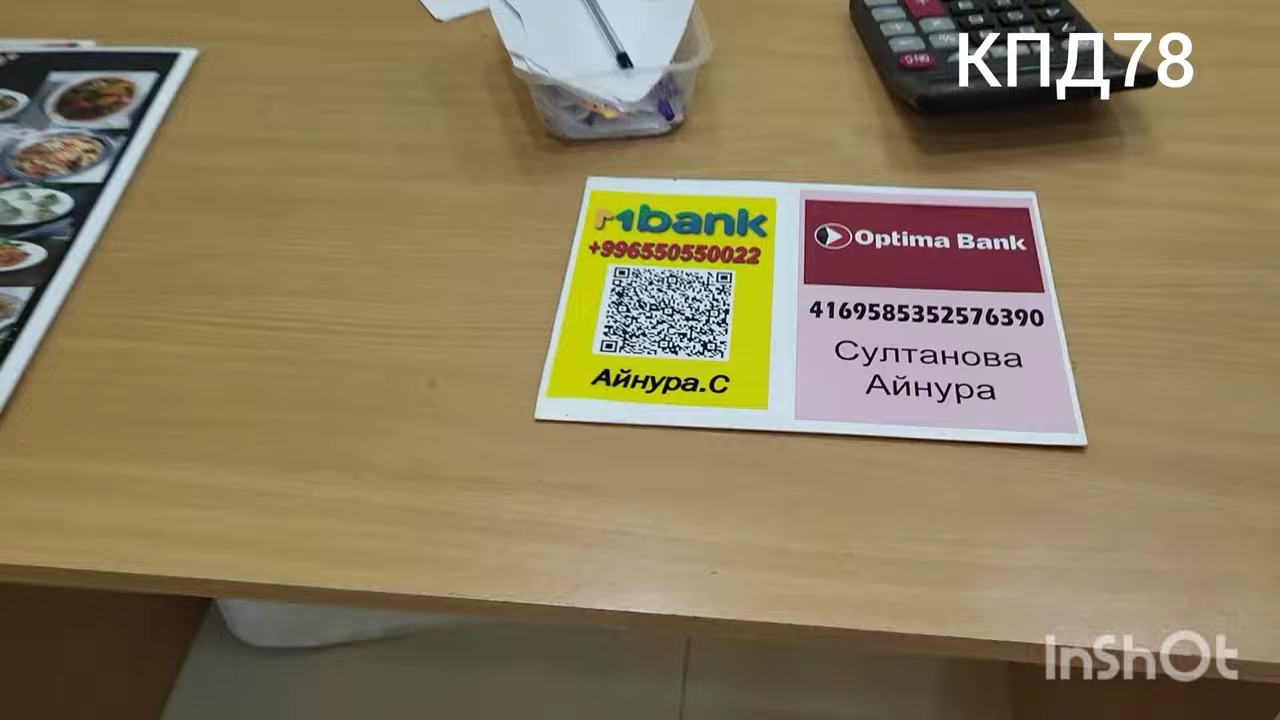 КПД78
Mbank
+996550550022
Айнура.С
Optima Bank
4169585352576390
Султанова
Айнура
InShOt